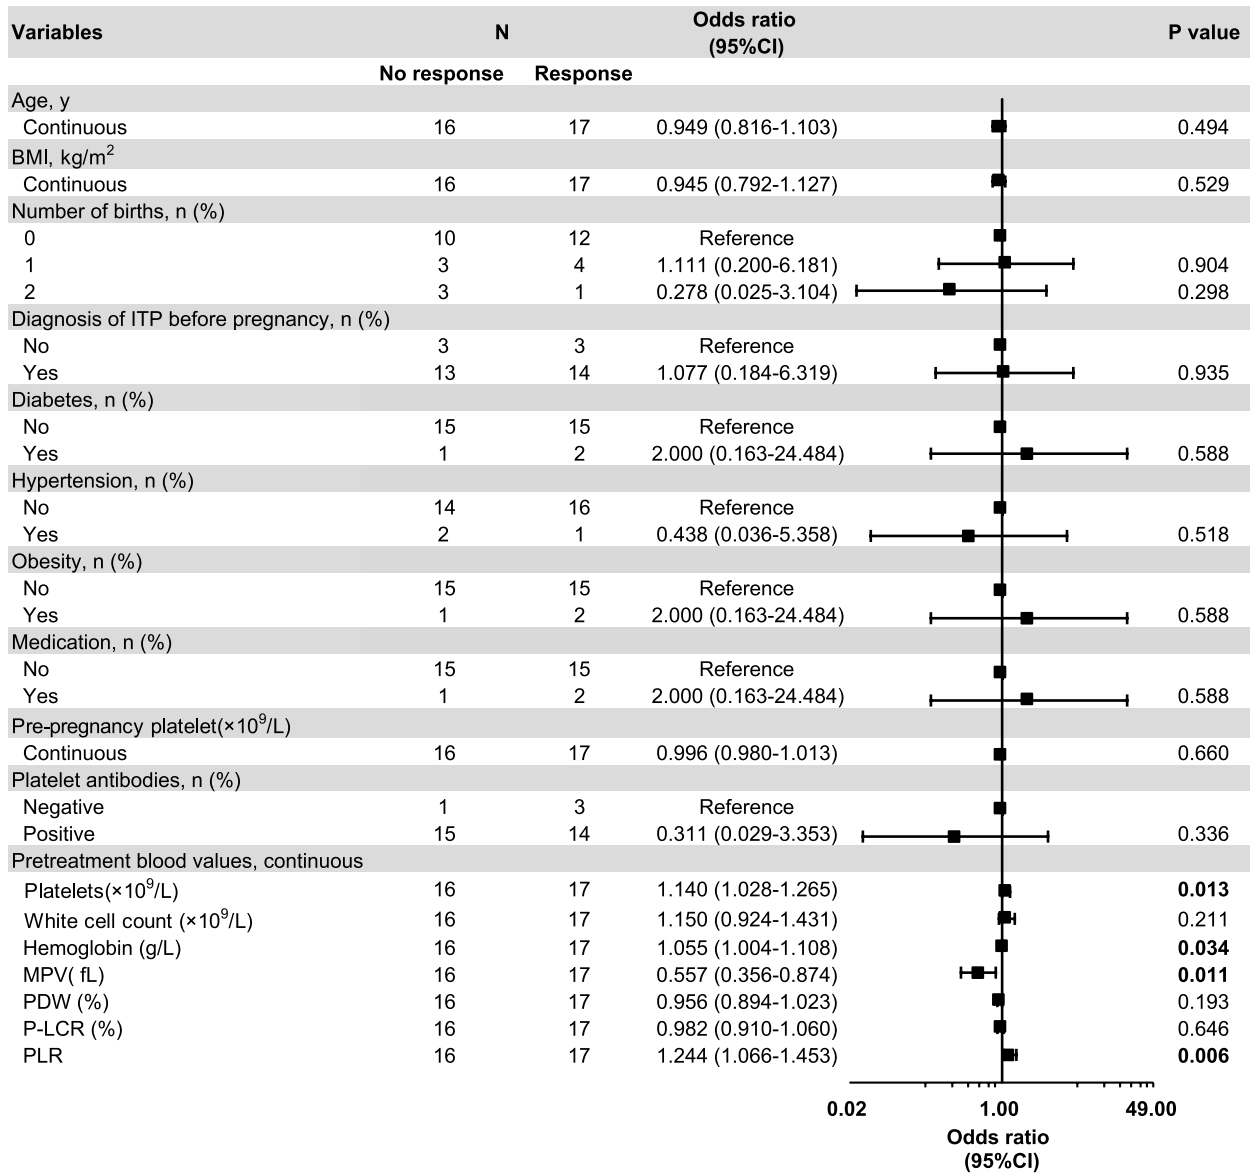 Variables N Odds ratio (95%CI) P value
No response Response
Age, y
Continuous 16 17 0.949 (0.816-1.103) 0.494
BMI, kg/m²
Continuous 16 17 0.945 (0.792-1.127) 0.529
Number of births, n (%)
0 10 12 Reference
1 3 4 1.111 (0.200-6.181) 0.904
2 3 1 0.278 (0.025-3.104) 0.298
Diagnosis of ITP before pregnancy, n (%)
No 3 3 Reference
Yes 13 14 1.077 (0.184-6.319) 0.935
Diabetes, n (%)
No 15 15 Reference
Yes 1 2 2.000 (0.163-24.484) 0.588
Hypertension, n (%)
No 14 16 Reference
Yes 2 1 0.438 (0.036-5.358) 0.518
Obesity, n (%)
No 15 15 Reference
Yes 1 2 2.000 (0.163-24.484) 0.588
Medication, n (%)
No 15 15 Reference
Yes 1 2 2.000 (0.163-24.484) 0.588
Pre-pregnancy platelet(×10⁹/L)
Continuous 16 17 0.996 (0.980-1.013) 0.660
Platelet antibodies, n (%)
Negative 1 3 Reference
Positive 15 14 0.311 (0.029-3.353) 0.336
Pretreatment blood values, continuous
Platelets(×10⁹/L) 16 17 1.140 (1.028-1.265) 0.013
White cell count (×10⁹/L) 16 17 1.150 (0.924-1.431) 0.211
Hemoglobin (g/L) 16 17 1.055 (1.004-1.108) 0.034
MPV( fL) 16 17 0.557 (0.356-0.874) 0.011
PDW (%) 16 17 0.956 (0.894-1.023) 0.193
P-LCR (%) 16 17 0.982 (0.910-1.060) 0.646
PLR 16 17 1.244 (1.066-1.453) 0.006
0.02 1.00 49.00
Odds ratio
(95%CI)